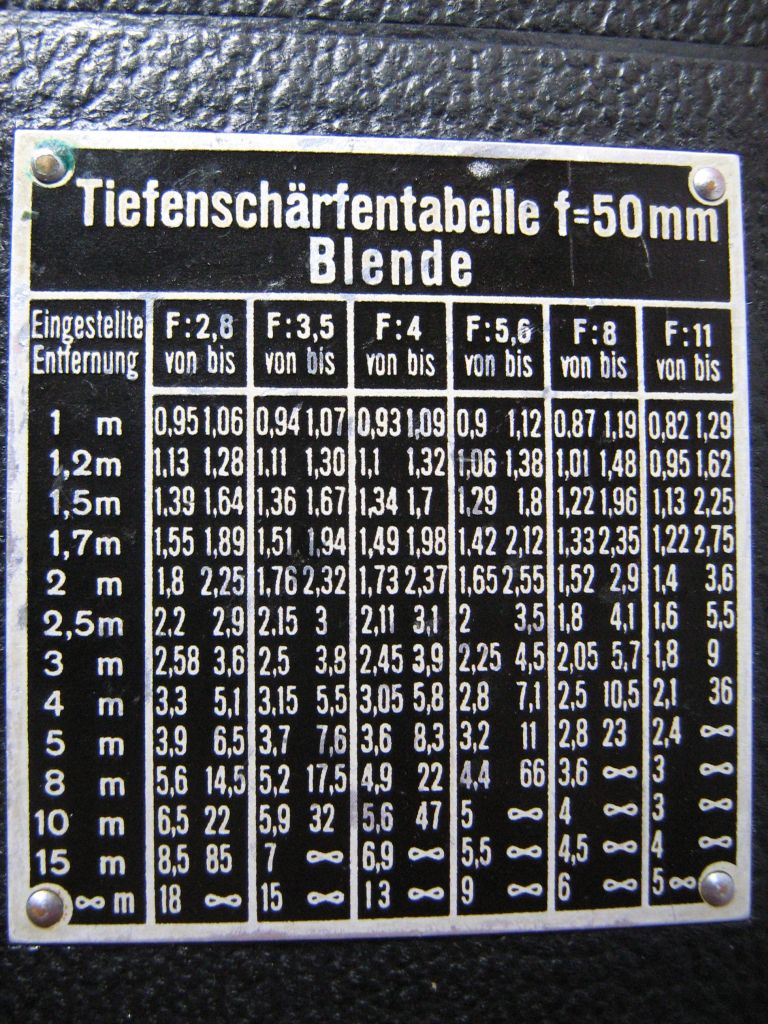 Tiefenschärfentabelle f=50mm
Blende
Eingestellte Entfernung F:2,8 von bis F:3,5 von bis F:4 von bis F:5,6 von bis F:8 von bis F:11 von bis
1 m 0,95 1,06 0,94 1,07 0,93 1,09 0,9 1,12 0,87 1,19 0,82 1,29
1,2m 1,13 1,28 1,11 1,30 1,1 1,32 1,06 1,38 1,01 1,48 0,95 1,62
1,5m 1,39 1,64 1,36 1,67 1,34 1,7 1,29 1,8 1,22 1,96 1,13 2,25
1,7m 1,55 1,89 1,51 1,94 1,49 1,98 1,42 2,12 1,33 2,35 1,22 2,75
2 m 1,8 2,25 1,76 2,32 1,73 2,37 1,65 2,55 1,52 2,9 1,4 3,6
2,5m 2,2 2,9 2,15 3 2,11 3,1 2 3,5 1,8 4,1 1,6 5,5
3 m 2,58 3,6 2,5 3,8 2,45 3,9 2,25 4,5 2,05 5,7 1,8 9
4 m 3,3 5,1 3,15 5,5 3,05 5,8 2,8 7,1 2,5 10,5 2,1 36
5 m 3,9 6,5 3,7 7,6 3,6 8,3 3,2 11 2,8 23 2,4 ∞
8 m 5,6 14,5 5,2 17,5 4,9 22 4,4 66 3,6 ∞ 3 ∞
10 m 6,5 22 5,9 32 5,6 47 5 ∞ 4 ∞ 3 ∞
15 m 8,5 85 7 ∞ 6,9 ∞ 5,5 ∞ 4,5 ∞ 4 ∞
∞ m 18 ∞ 15 ∞ 13 ∞ 9 ∞ 6 ∞ 5 ∞